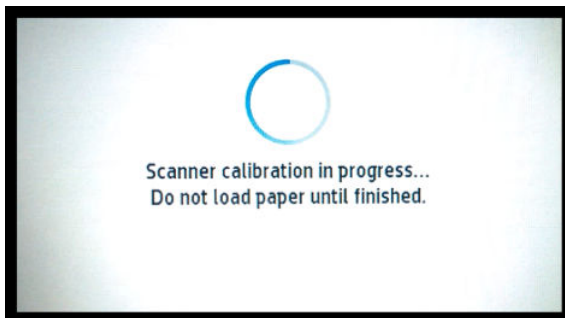 Scanner calibration in progress...
Do not load paper until finished.